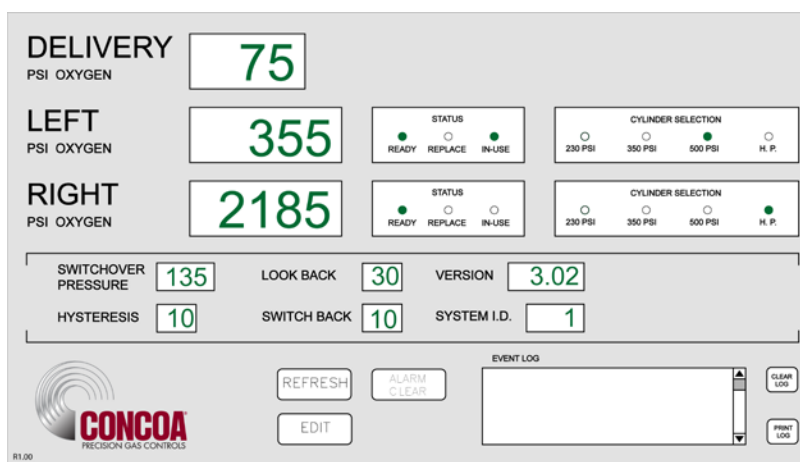 DELIVERY
PSI OXYGEN
75
LEFT
PSI OXYGEN
355
STATUS
READY REPLACE IN-USE
CYLINDER SELECTION
230 PSI 350 PSI 500 PSI H. P.
RIGHT
PSI OXYGEN
2185
STATUS
READY REPLACE IN-USE
CYLINDER SELECTION
230 PSI 350 PSI 500 PSI H. P.
SWITCHOVER
PRESSURE
135
LOOK BACK
30
VERSION
3.02
HYSTERESIS
10
SWITCH BACK
10
SYSTEM I.D.
1
CONCOA®
PRECISION GAS CONTROLS
R1.00
REFRESH
ALARM
CLEAR
EDIT
EVENT LOG
CLEAR
LOG
PRINT
LOG